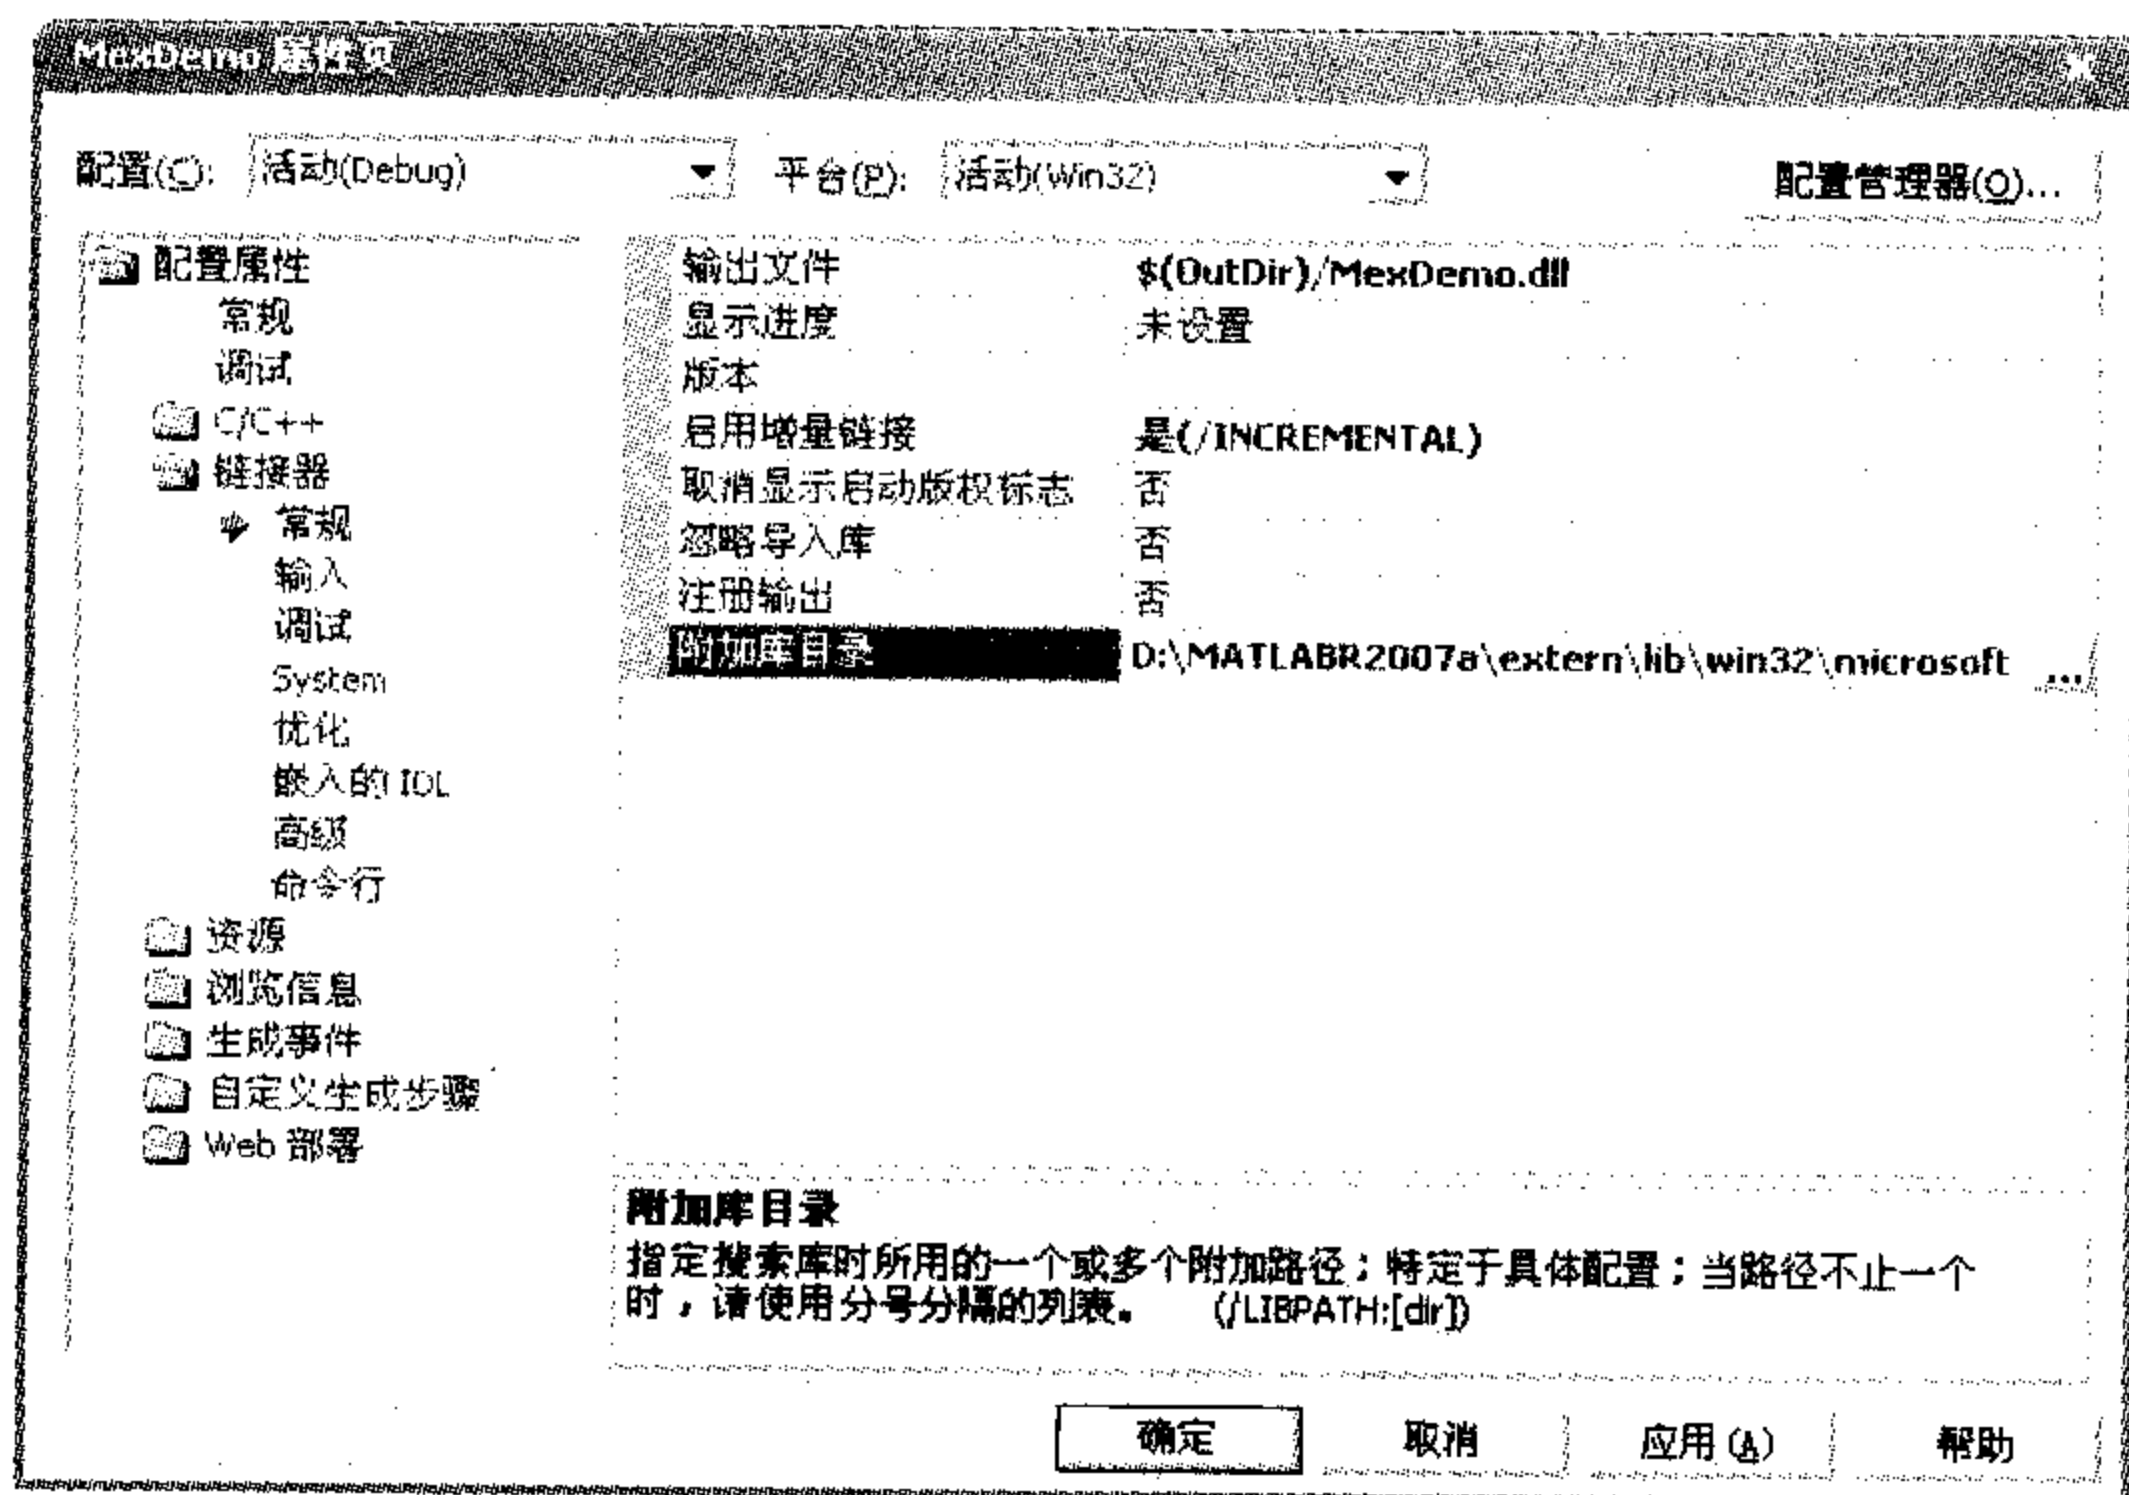 MexDemo 属性页
配置(C): 活动(Debug) 平台(P): 活动(Win32) 配置管理器(O)...
配置属性
常规
调试
C/C++
链接器
常规
输入
调试
System
优化
嵌入的 IDL
高级
命令行
资源
浏览信息
生成事件
自定义生成步骤
Web 部署
输出文件 $(OutDir)/MexDemo.dll
显示进度 未设置
版本
启用增量链接 是(/INCREMENTAL)
取消显示启动版权标志 否
忽略导入库 否
注册输出 否
附加库目录 D:\MATLABR2007a\extern\lib\win32\microsoft ...
附加库目录
指定搜索库时所用的一个或多个附加路径；特定于具体配置；当路径不止一个
时，请使用分号分隔的列表。 (/LIBPATH:[dir])
确定 取消 应用(A) 帮助